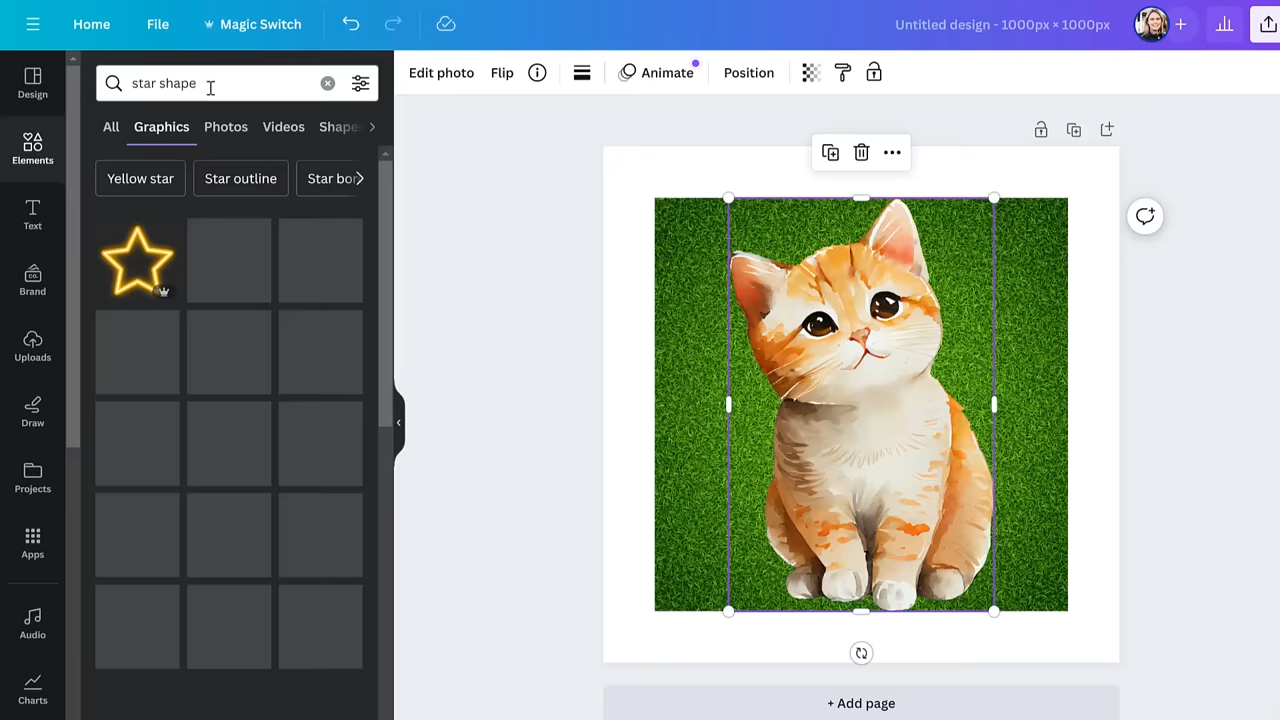 Home File Magic Switch Untitled design - 1000px × 1000px
Design
Elements
Text
Brand
Uploads
Draw
Projects
Apps
Audio
Charts
star shape
All Graphics Photos Videos Shape
Yellow star Star outline Star bor
Edit photo Flip Animate Position
+ Add page